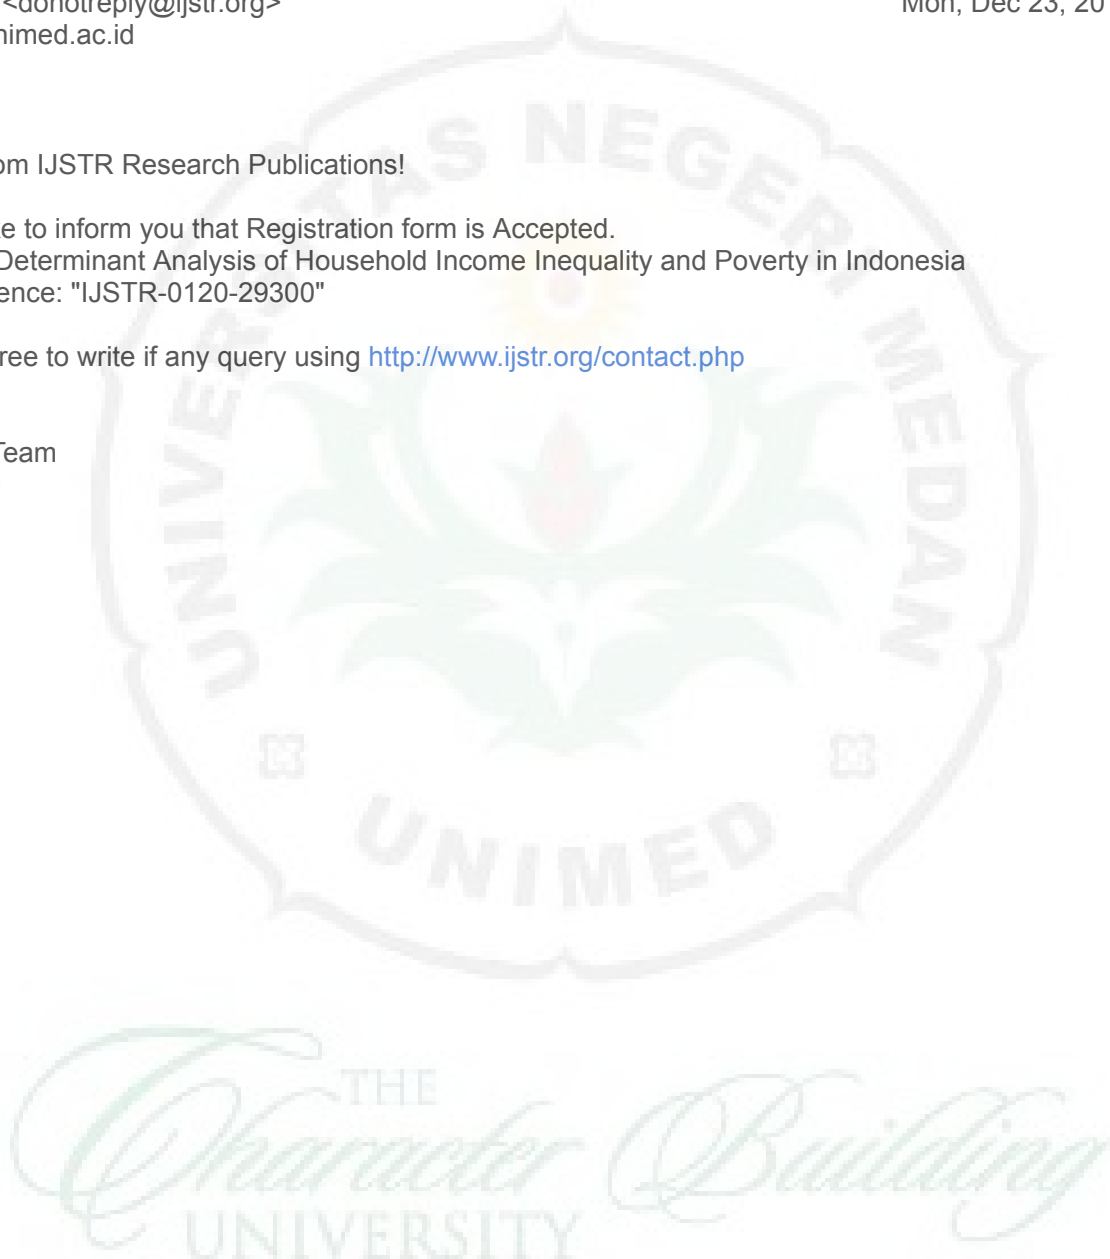 <donotreply@ijstr.org>
Mon, Dec 23, 20
nimed.ac.id
om IJSTR Research Publications!
e to inform you that Registration form is Accepted.
Determinant Analysis of Household Income Inequality and Poverty in Indonesia
ence: "IJSTR-0120-29300"
ree to write if any query using http://www.ijstr.org/contact.php
Team
UNIVERSITAS NEGERI MEDAN
UNIMED
THE
Character Building
UNIVERSITY